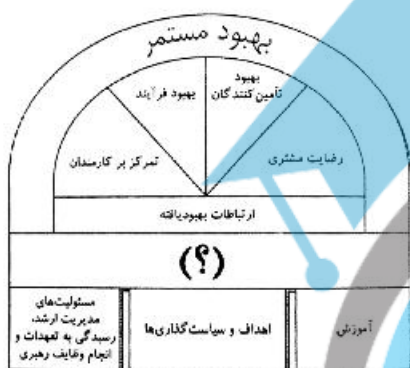 بهبود مستمر
بهبود
تأمین‌کنندگان
بهبود فرآیند
رضایت مشتری
تمرکز بر کارمندان
ارتباطات بهبودیافته
(؟)
آموزش
اهداف و سیاست‌گذاری‌ها
مسئولیت‌های
مدیریت ارشد،
رسیدگی به تعهدات و
انجام وظایف رهبری